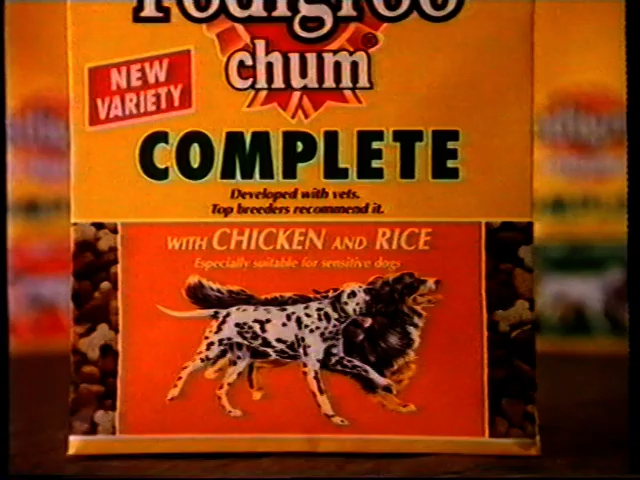 Pedigree
chum®
NEW
VARIETY
COMPLETE
Developed with vets.
Top breeders recommend it.
WITH CHICKEN AND RICE
Especially suitable for sensitive dogs